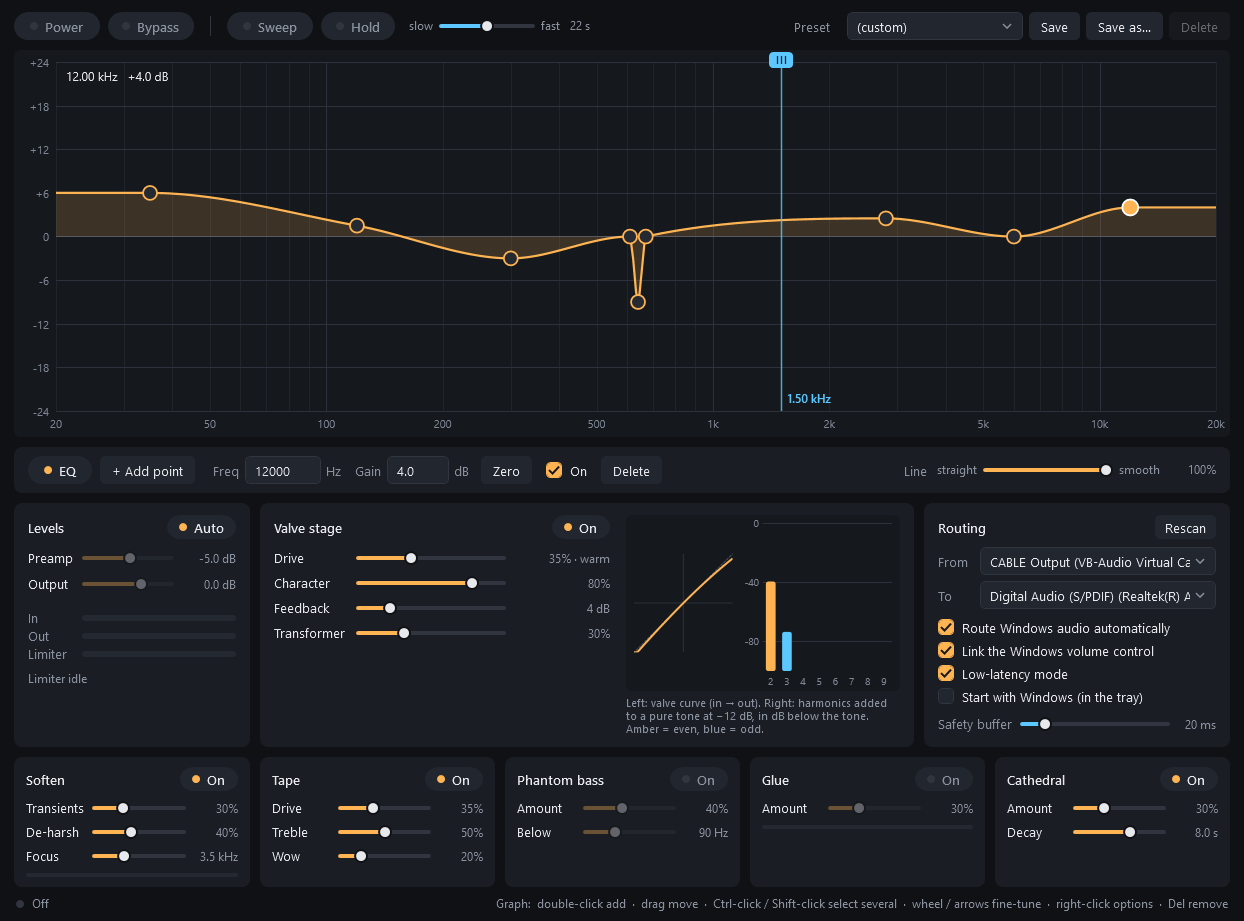 Power Bypass Sweep Hold slow fast 22 s Preset (custom) Save Save as... Delete
12.00 kHz +4.0 dB
+24
+18
+12
+6
0
-6
-12
-18
-24
1.50 kHz
20 50 100 200 500 1k 2k 5k 10k 20k
EQ + Add point Freq 12000 Hz Gain 4.0 dB Zero On Delete Line straight smooth 100%
Levels Auto
Preamp -5.0 dB
Output 0.0 dB
In
Out
Limiter
Limiter idle
Valve stage On
Drive 35% · warm
Character 80%
Feedback 4 dB
Transformer 30%
0
-40
-80
2 3 4 5 6 7 8 9
Left: valve curve (in → out). Right: harmonics added
to a pure tone at −12 dB, in dB below the tone.
Amber = even, blue = odd.
Routing Rescan
From CABLE Output (VB-Audio Virtual Ca
To Digital Audio (S/PDIF) (Realtek(R) A
Route Windows audio automatically
Link the Windows volume control
Low-latency mode
Start with Windows (in the tray)
Safety buffer 20 ms
Soften On
Transients 30%
De-harsh 40%
Focus 3.5 kHz
Tape On
Drive 35%
Treble 50%
Wow 20%
Phantom bass On
Amount 40%
Below 90 Hz
Glue On
Amount 30%
Cathedral On
Amount 30%
Decay 8.0 s
Off
Graph: double-click add · drag move · Ctrl-click / Shift-click select several · wheel / arrows fine-tune · right-click options · Del remove